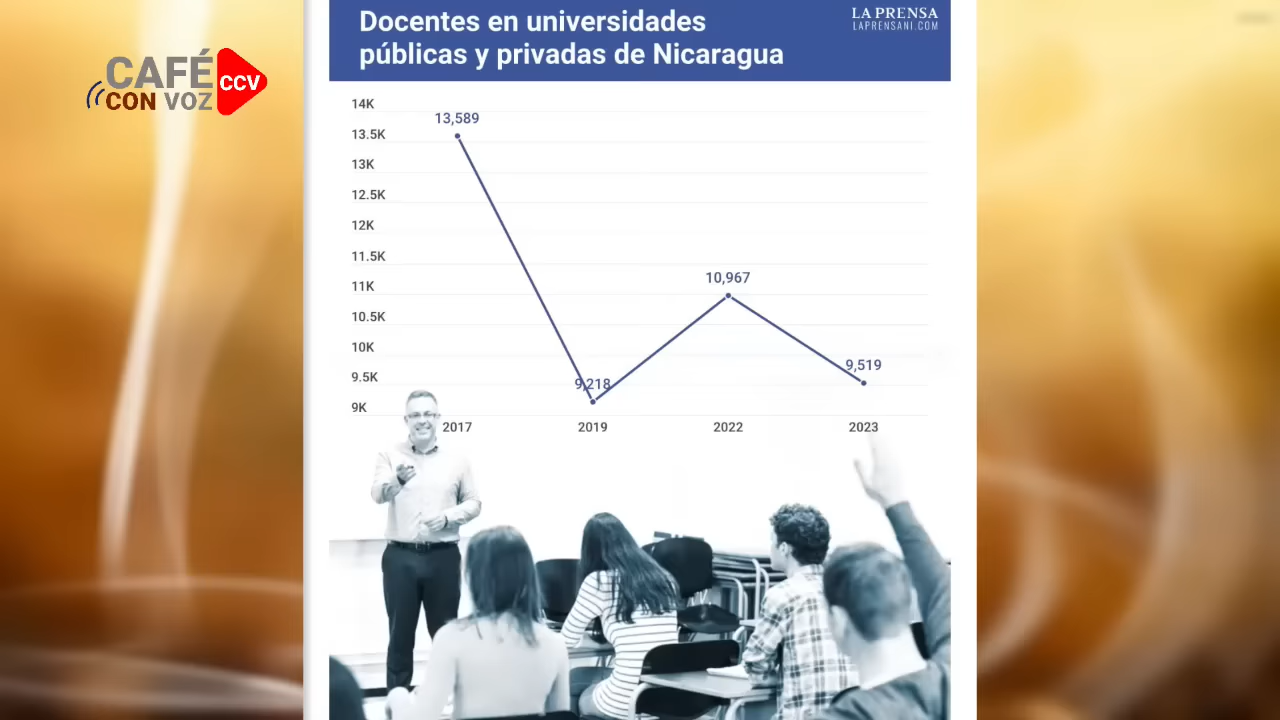 CAFÉ
CON VOZ
CCV
Docentes en universidades
públicas y privadas de Nicaragua
LA PRENSA
LAPRENSANI.COM
14K
13.5K
13K
12.5K
12K
11.5K
11K
10.5K
10K
9.5K
9K
13,589
9,218
10,967
9,519
2017
2019
2022
2023